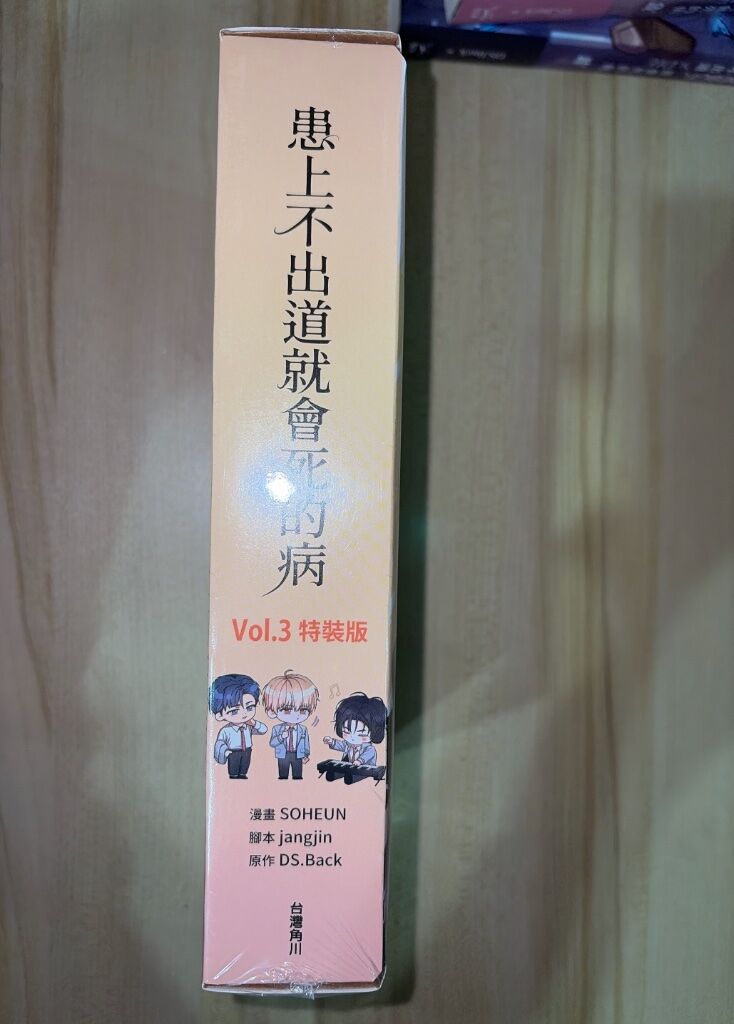 患上不出道就會死的病
Vol.3 特裝版
漫畫 SOHEUN
腳本 jangjin
原作 DS.Back
台灣角川